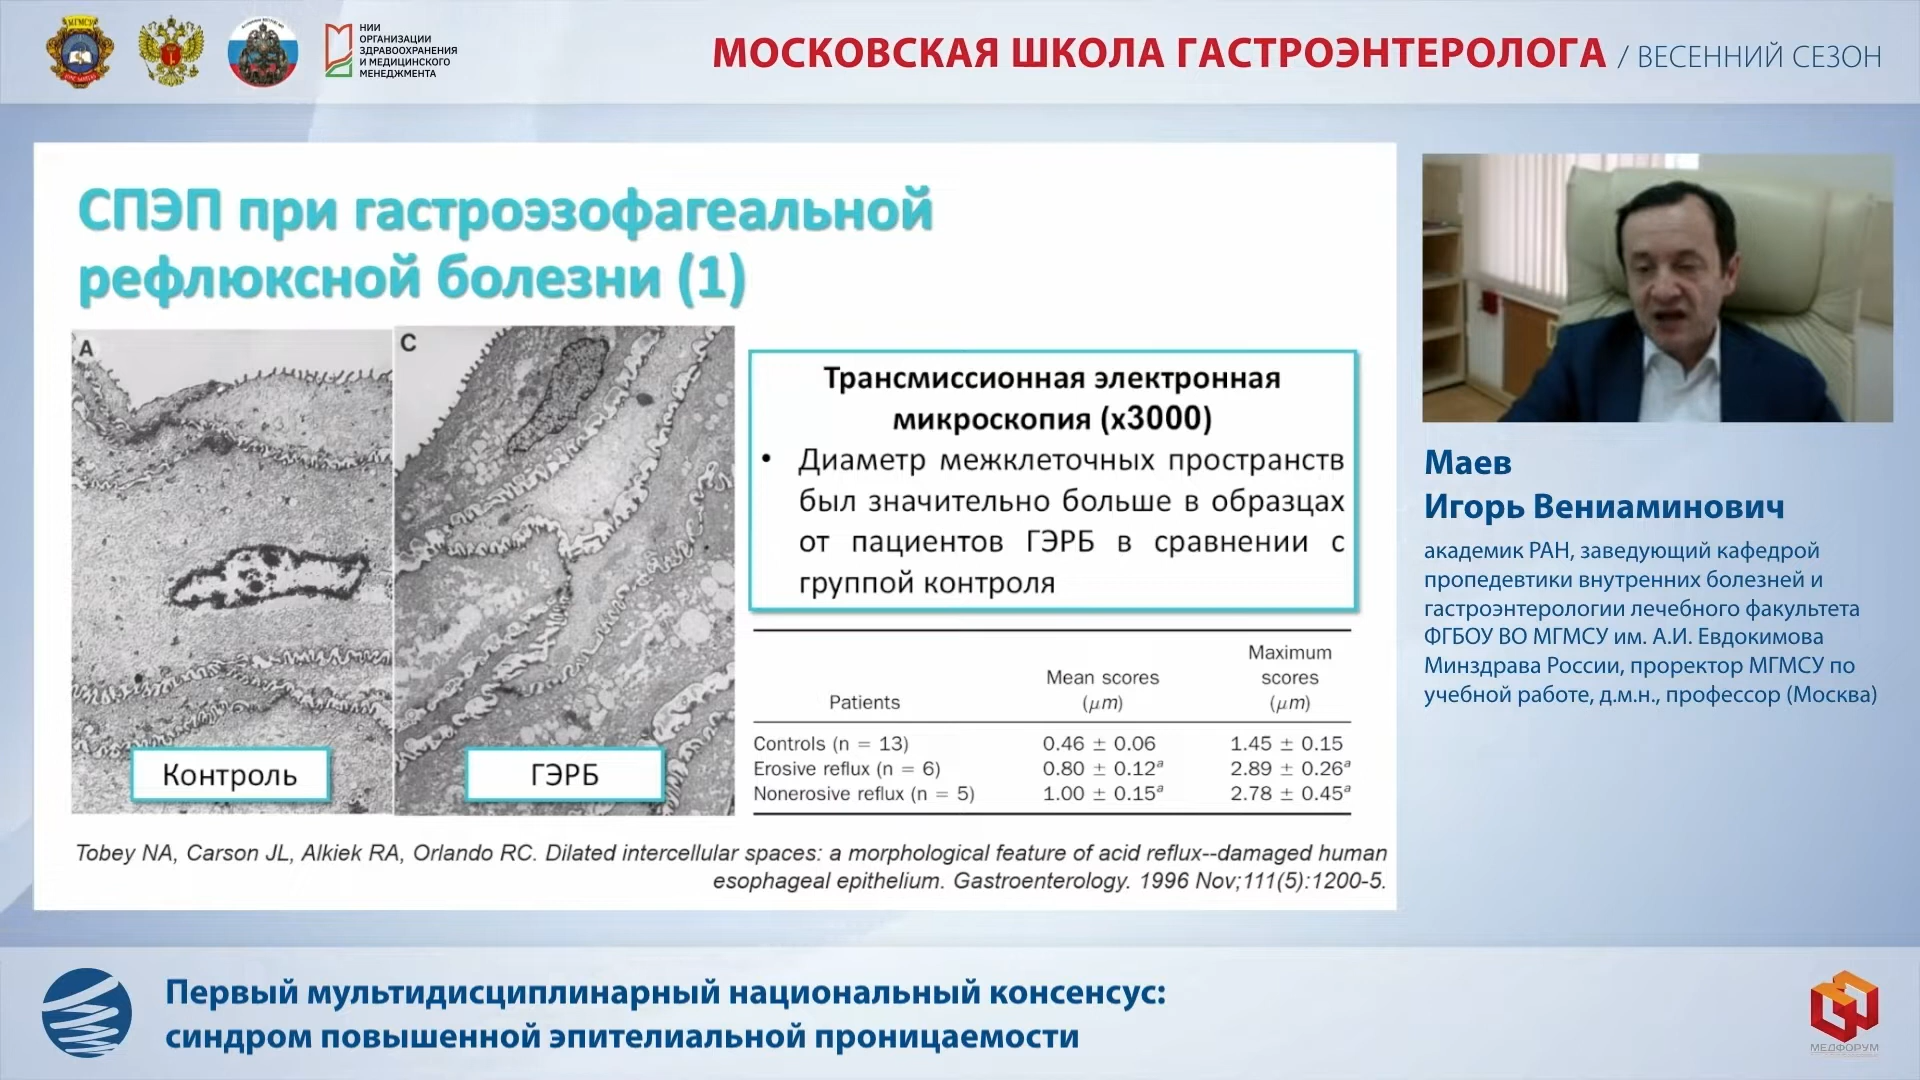 МГМСУ
НИИ
ОРГАНИЗАЦИИ
ЗДРАВООХРАНЕНИЯ
И МЕДИЦИНСКОГО
МЕНЕДЖМЕНТА
МОСКОВСКАЯ ШКОЛА ГАСТРОЭНТЕРОЛОГА / ВЕСЕННИЙ СЕЗОН
СПЭП при гастроэзофагеальной
рефлюксной болезни (1)
A
C
Контроль
ГЭРБ
Трансмиссионная электронная
микроскопия (х3000)
• Диаметр межклеточных пространств
был значительно больше в образцах
от пациентов ГЭРБ в сравнении с
группой контроля
Patients Mean scores (μm) Maximum scores (μm)
Controls (n = 13) 0.46 ± 0.06 1.45 ± 0.15
Erosive reflux (n = 6) 0.80 ± 0.12ᵃ 2.89 ± 0.26ᵃ
Nonerosive reflux (n = 5) 1.00 ± 0.15ᵃ 2.78 ± 0.45ᵃ
Tobey NA, Carson JL, Alkiek RA, Orlando RC. Dilated intercellular spaces: a morphological feature of acid reflux--damaged human
esophageal epithelium. Gastroenterology. 1996 Nov;111(5):1200-5.
Маев
Игорь Вениаминович
академик РАН, заведующий кафедрой
пропедевтики внутренних болезней и
гастроэнтерологии лечебного факультета
ФГБОУ ВО МГМСУ им. А.И. Евдокимова
Минздрава России, проректор МГМСУ по
учебной работе, д.м.н., профессор (Москва)
Первый мультидисциплинарный национальный консенсус:
синдром повышенной эпителиальной проницаемости
МЕДФОРУМ